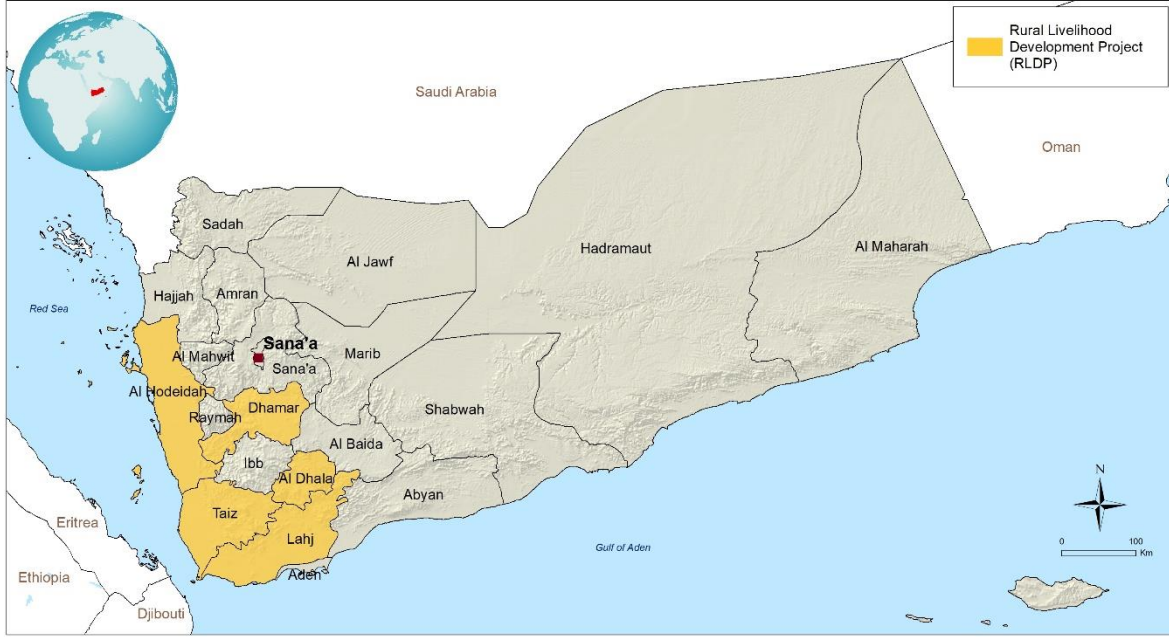 Rural Livelihood
Development Project
(RLDP)
Saudi Arabia
Oman
Sadah
Al Jawf
Hadramaut
Al Maharah
Hajjah
Amran
Red Sea
Sana'a
Al Mahwit
Sana'a
Marib
Al Hodeidah
Dhamar
Raymah
Shabwah
Al Baida
Ibb
Al Dhala
Abyan
Taiz
Lahj
Eritrea
Gulf of Aden
Aden
Ethiopia
Djibouti
N
0 100
Km